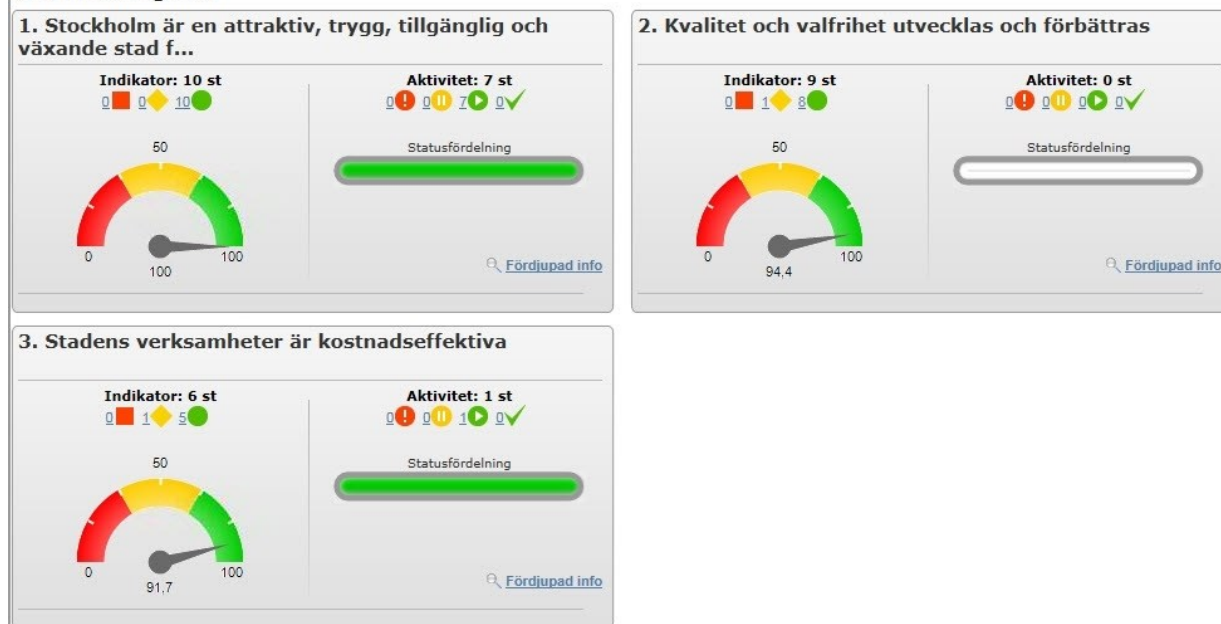 1. Stockholm är en attraktiv, trygg, tillgänglig och
växande stad f...
Indikator: 10 st
0 0 10
Aktivitet: 7 st
0 0 7 0
50
0
100
100
Statusfördelning
Fördjupad info
2. Kvalitet och valfrihet utvecklas och förbättras
Indikator: 9 st
0 1 8
Aktivitet: 0 st
0 0 0 0
50
0
100
94,4
Statusfördelning
Fördjupad info
3. Stadens verksamheter är kostnadseffektiva
Indikator: 6 st
0 1 5
Aktivitet: 1 st
0 0 1 0
50
0
100
91,7
Statusfördelning
Fördjupad info